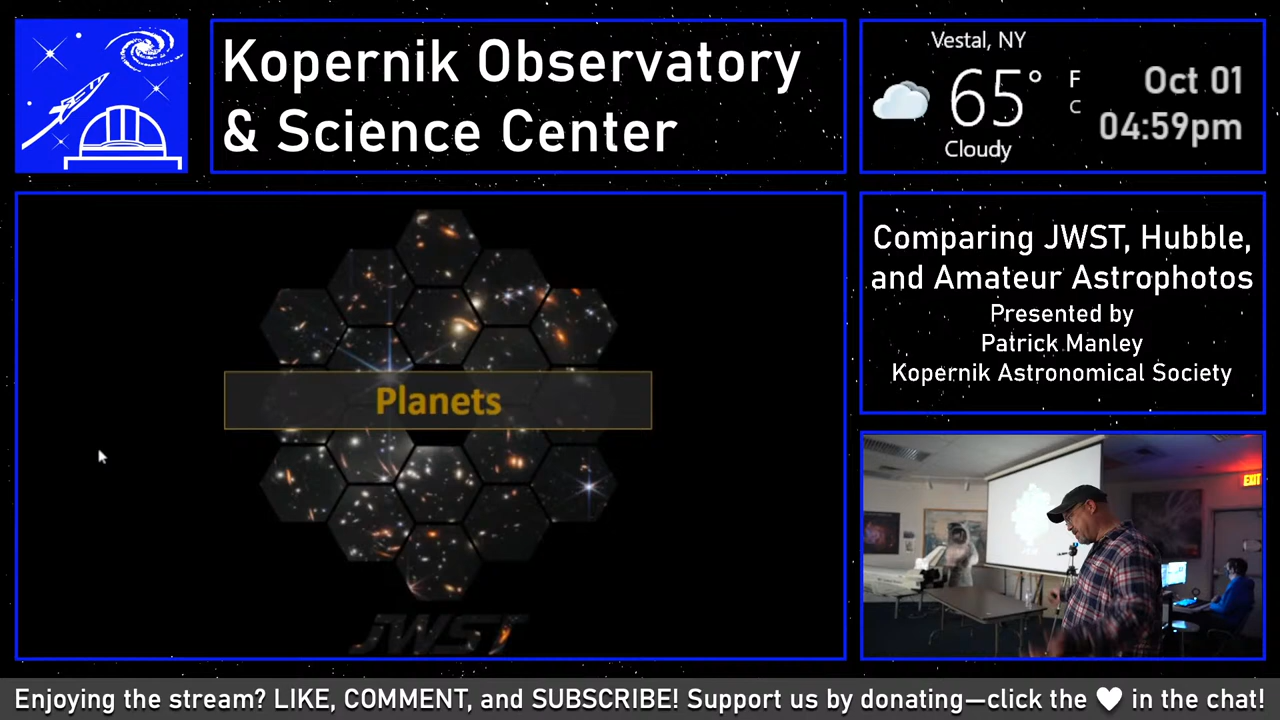 Kopernik Observatory
& Science Center
Vestal, NY
65° F
C
Cloudy
Oct 01
04:59pm
Planets
JWST
Comparing JWST, Hubble,
and Amateur Astrophotos
Presented by
Patrick Manley
Kopernik Astronomical Society
EXIT
Enjoying the stream? LIKE, COMMENT, and SUBSCRIBE! Support us by donating—click the ♥ in the chat!